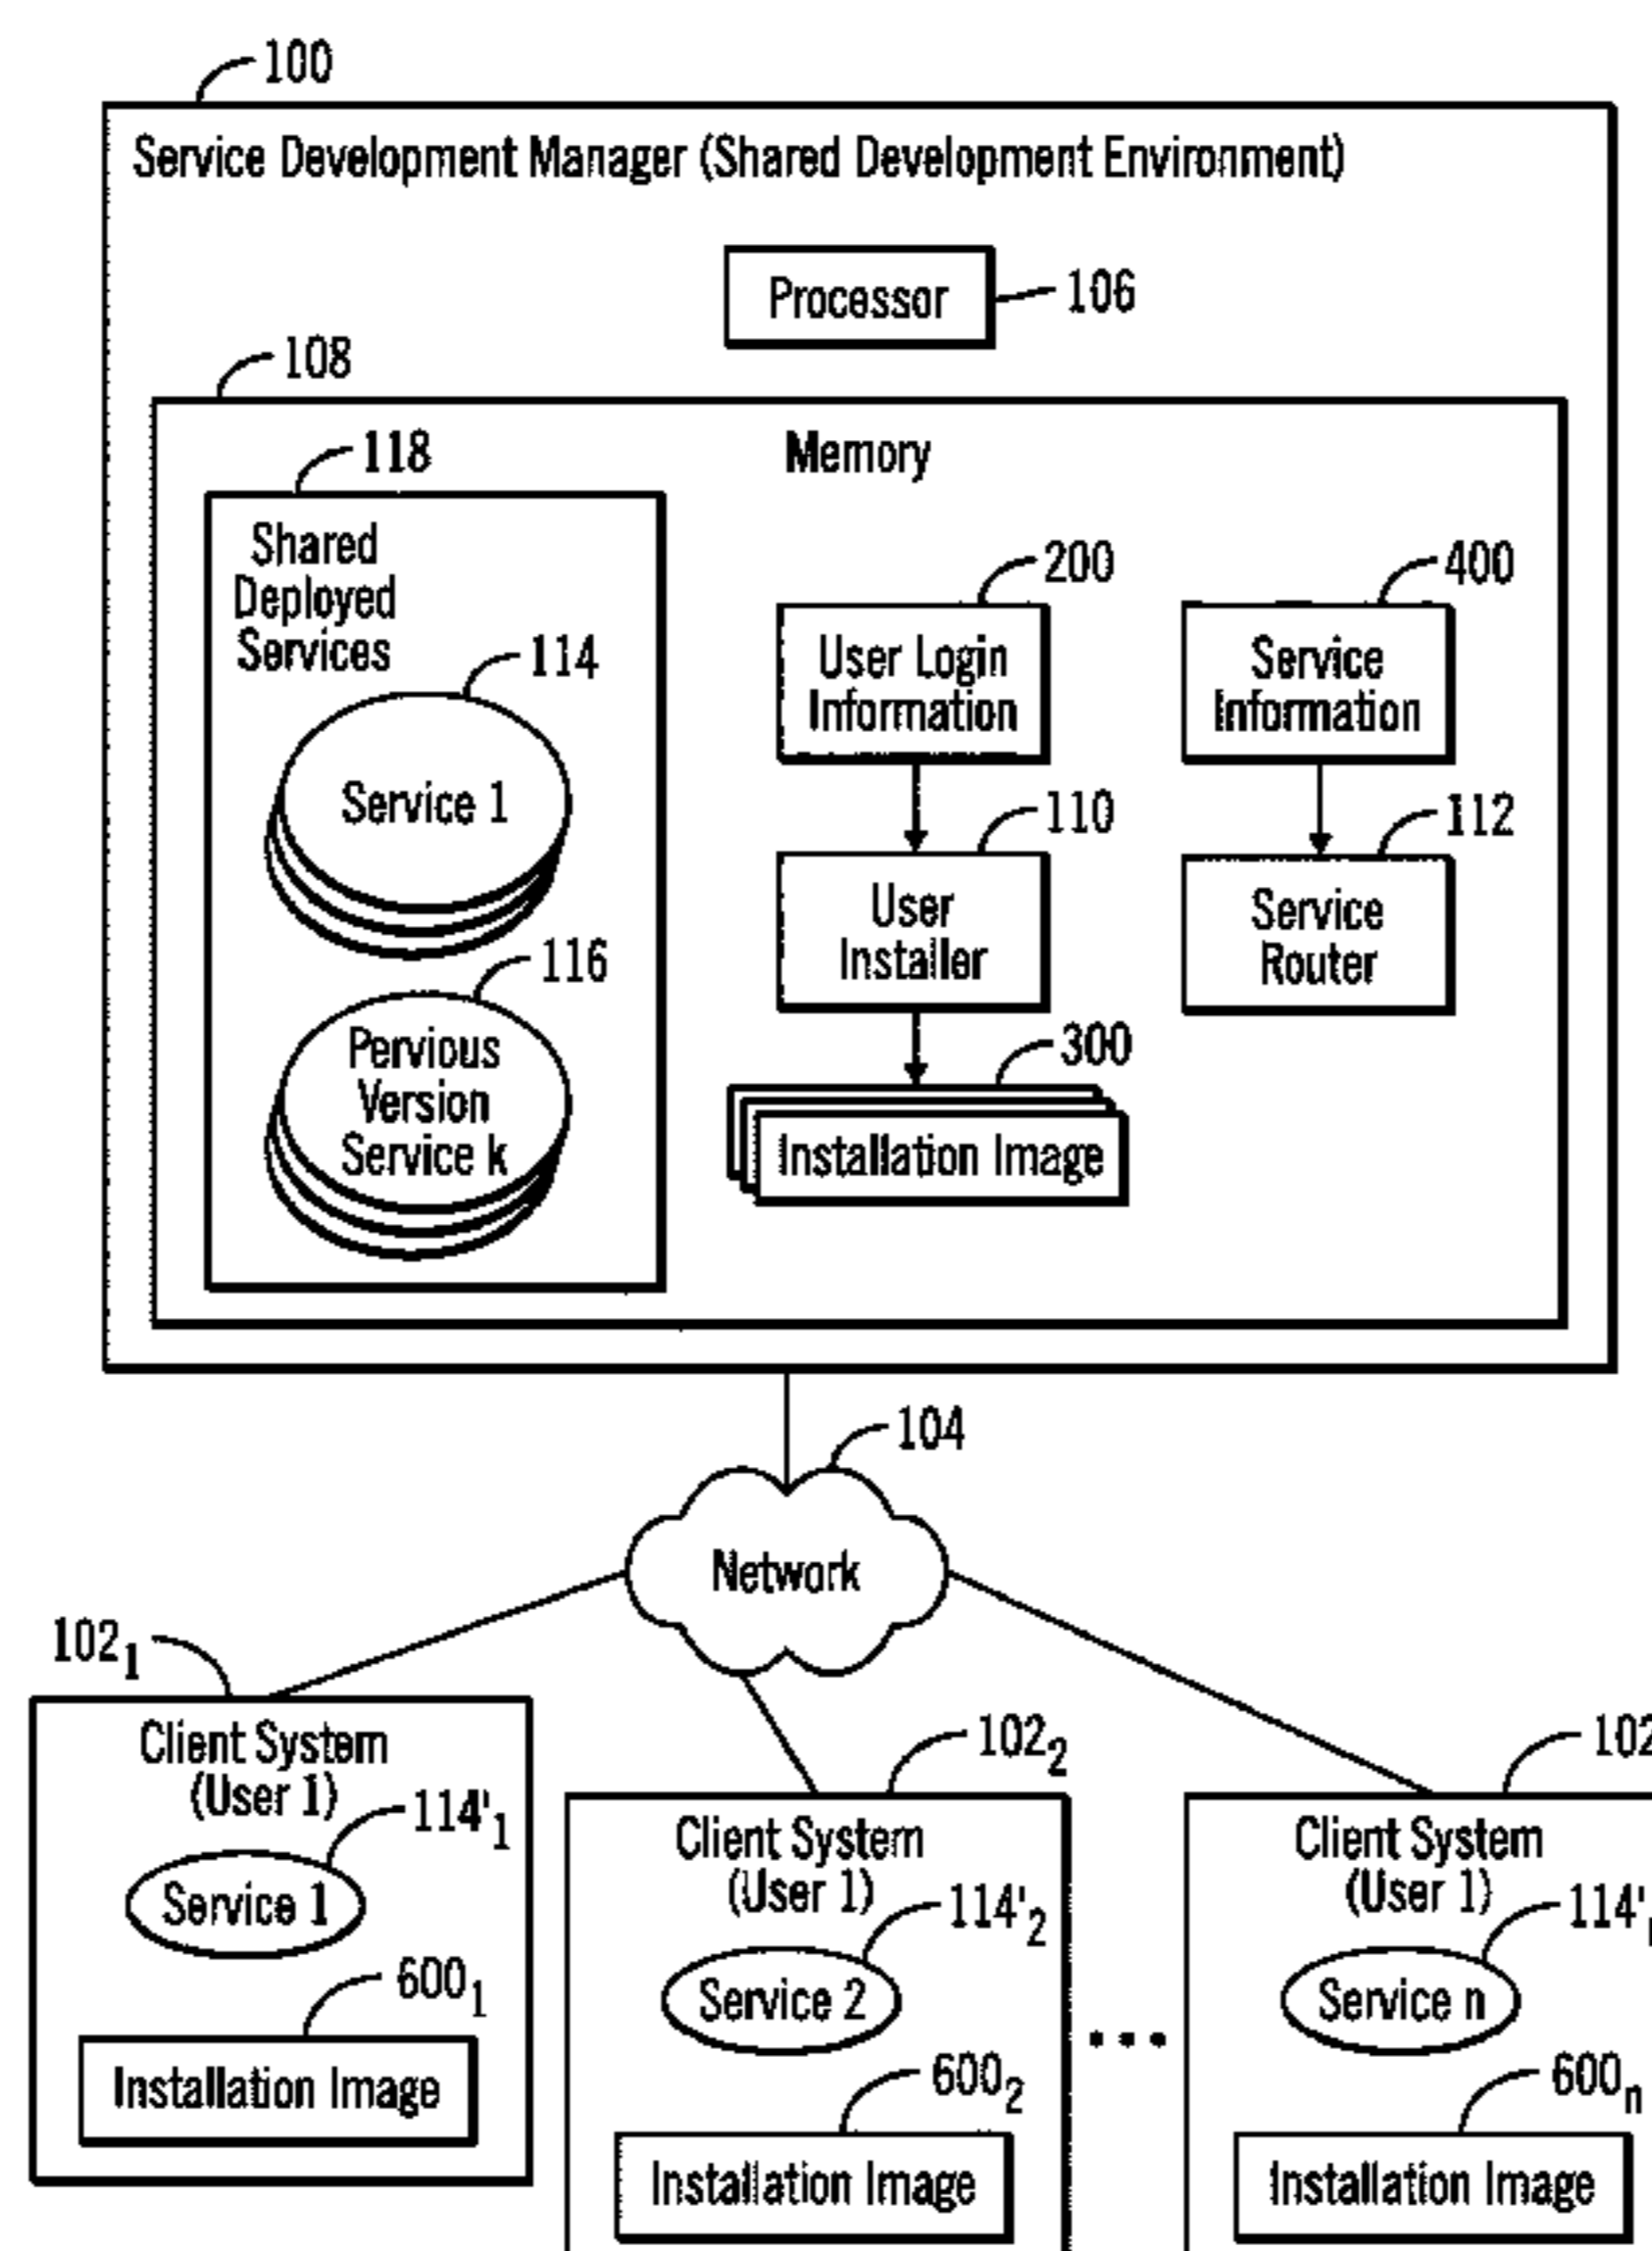 100
Service Development Manager (Shared Development Environment)
Processor
106
108
Memory
118
Shared
Deployed
Services
114
Service 1
116
Pervious
Version
Service k
200
User Login
Information
110
User
Installer
300
Installation Image
400
Service
Information
112
Service
Router
104
Network
102₁
Client System
(User 1)
114'₁
Service 1
600₁
Installation Image
102₂
Client System
(User 1)
114'₂
Service 2
600₂
Installation Image
...
Client System
(User 1)
Service n
600ₙ
Installation Image